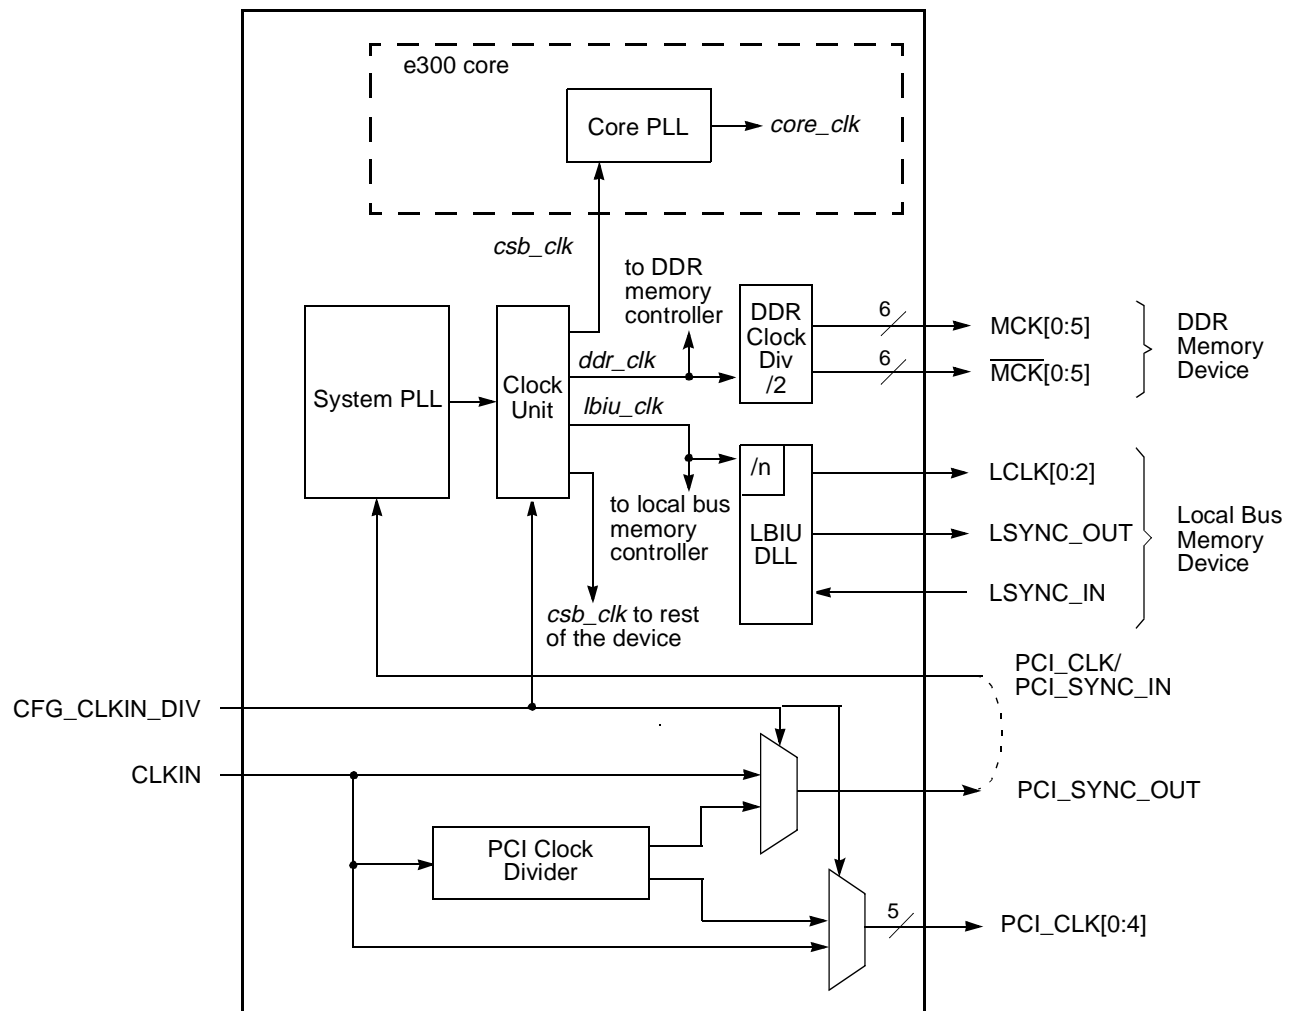 e300 core
Core PLL
core_clk
csb_clk
to DDR
memory
controller
DDR
Clock
Div
/2
6
MCK[0:5]
6
MCK[0:5]
DDR
Memory
Device
System PLL
Clock
Unit
ddr_clk
lbiu_clk
/n
LBIU
DLL
LCLK[0:2]
LSYNC_OUT
LSYNC_IN
Local Bus
Memory
Device
to local bus
memory
controller
csb_clk to rest
of the device
PCI_CLK/
PCI_SYNC_IN
CFG_CLKIN_DIV
CLKIN
PCI_SYNC_OUT
PCI Clock
Divider
5
PCI_CLK[0:4]